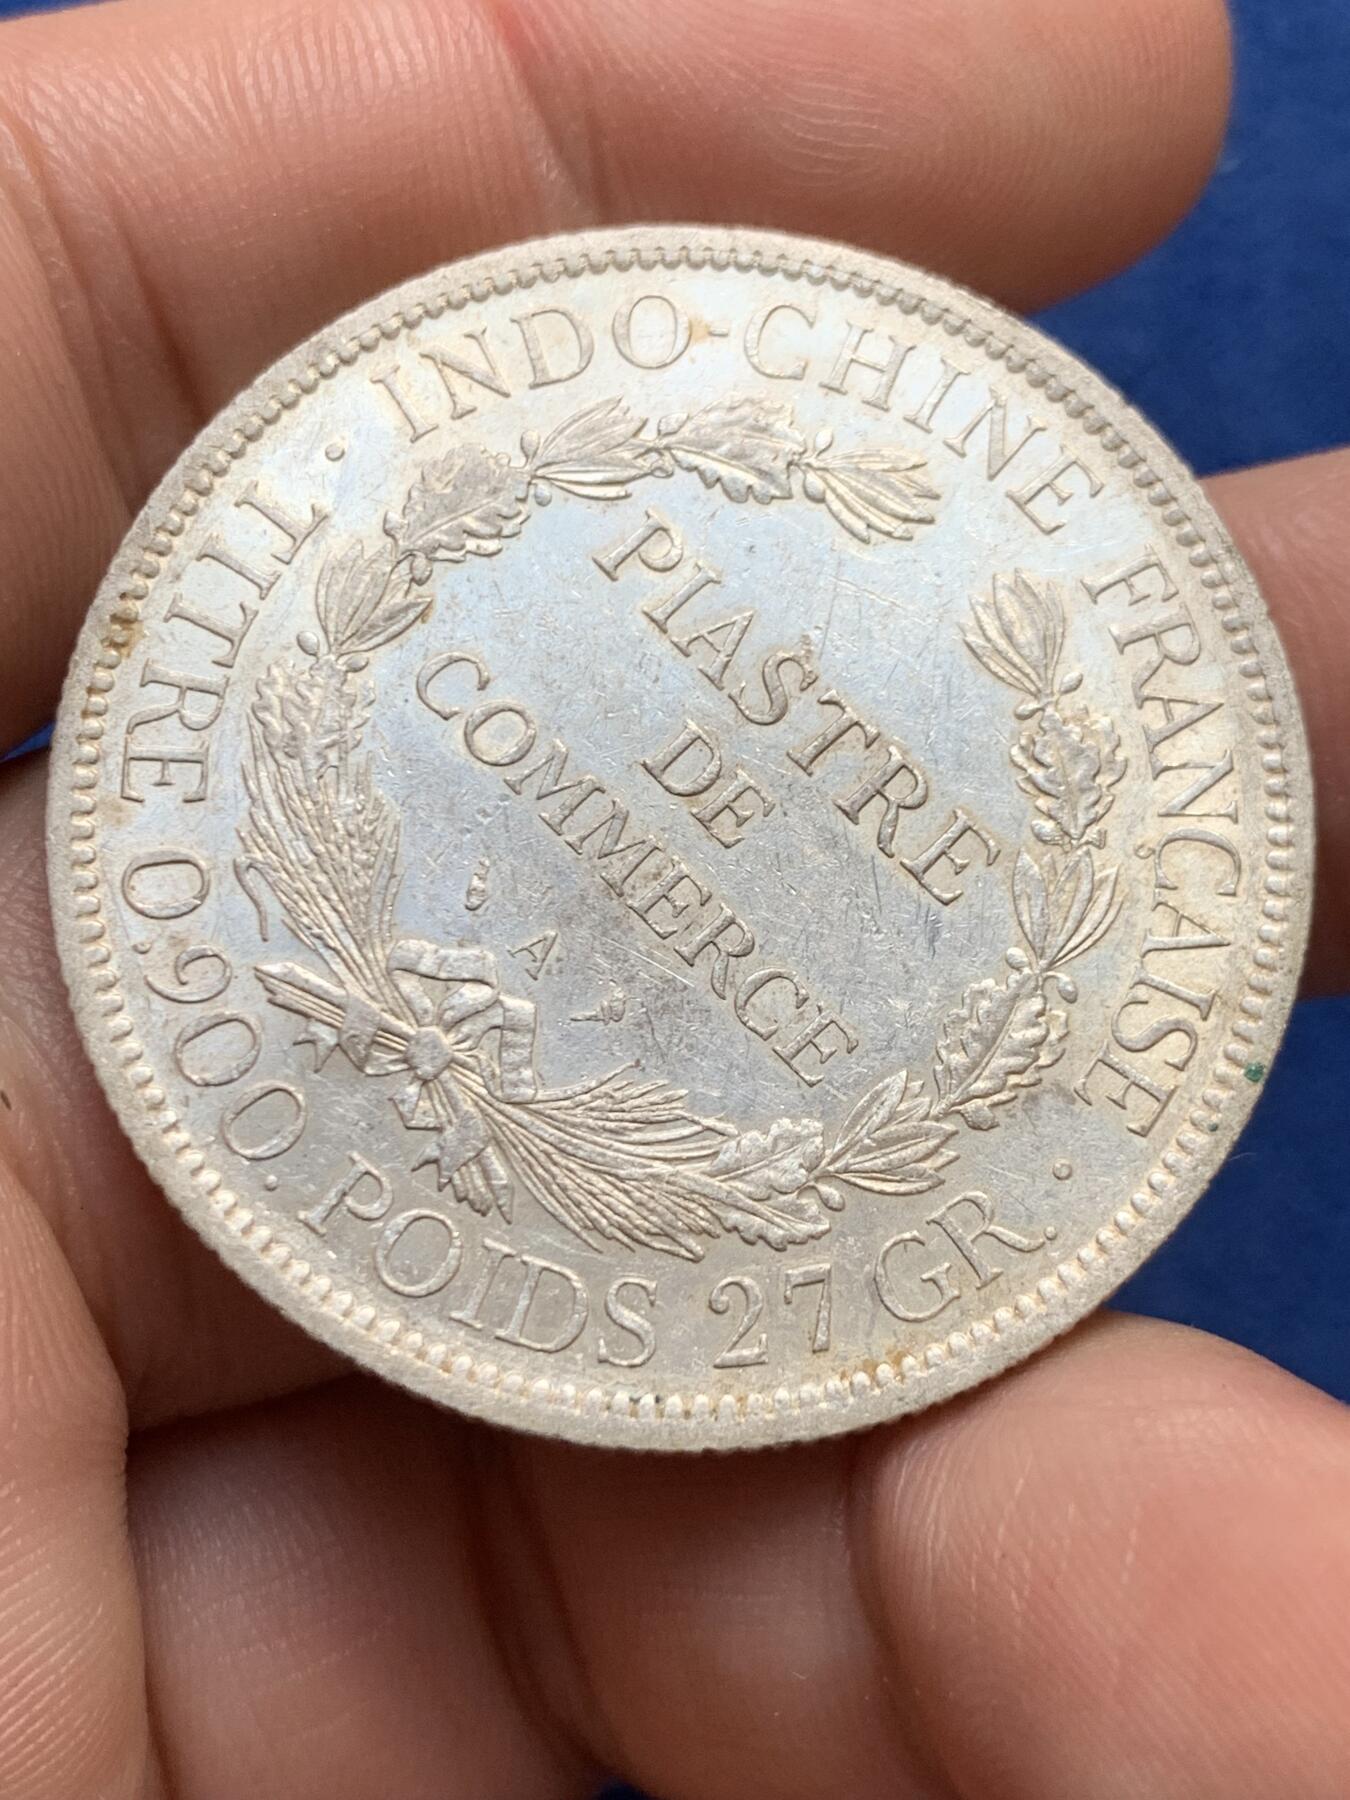 INDO-CHINE FRANÇAISE
PIASTRE
DE
COMMERCE
A
TITRE 0,900. POIDS 27 GR.